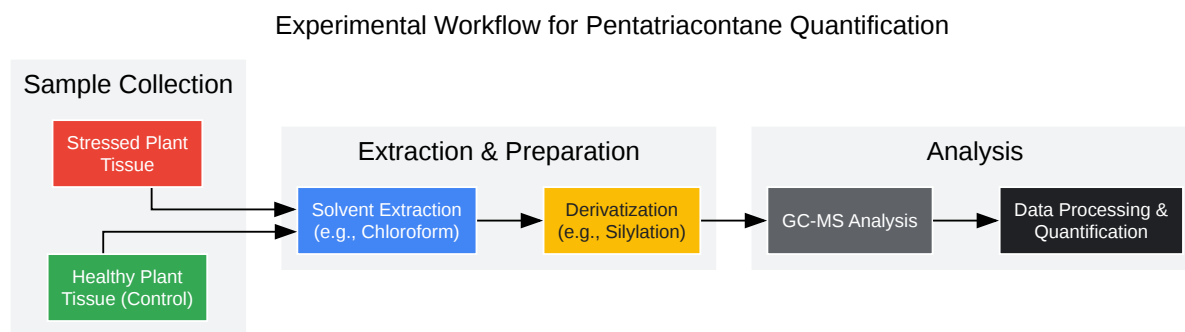 Experimental Workflow for Pentatriacontane Quantification
Sample Collection
Stressed Plant
Tissue
Healthy Plant
Tissue (Control)
Extraction & Preparation
Solvent Extraction
(e.g., Chloroform)
Derivatization
(e.g., Silylation)
Analysis
GC-MS Analysis
Data Processing &
Quantification